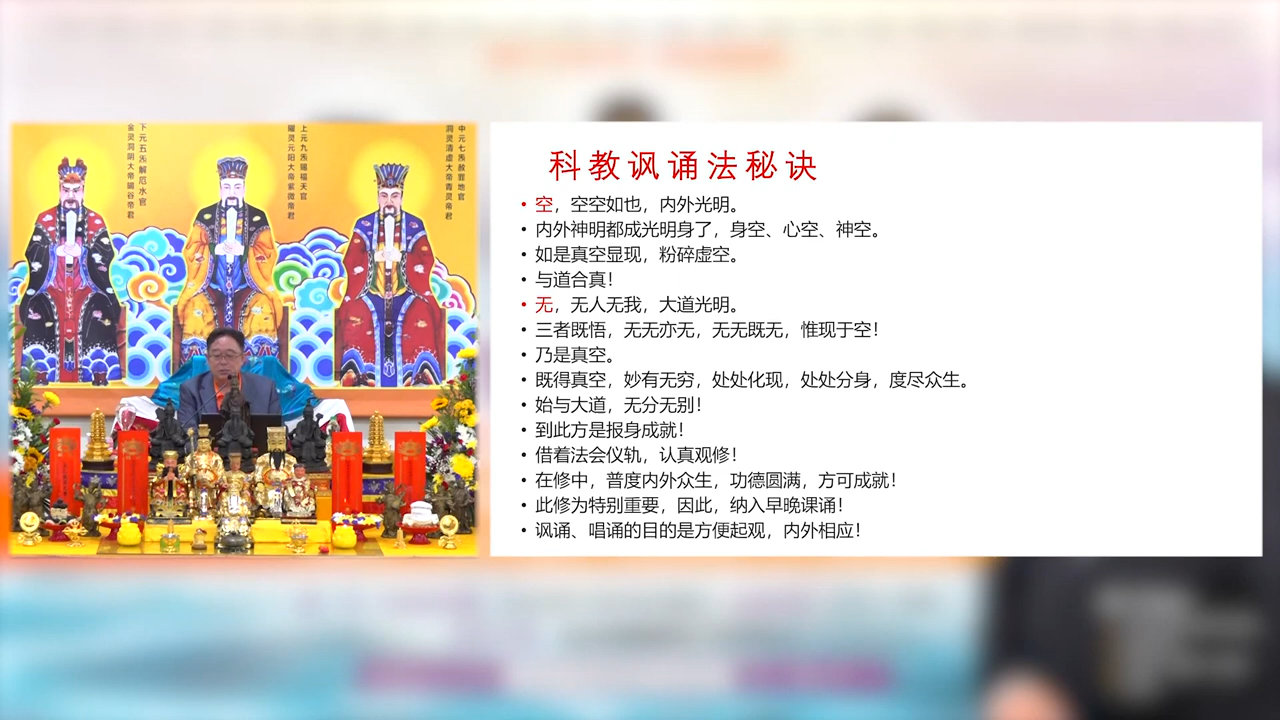 中元七炁赦罪地官
洞灵清虚大帝青灵帝君
上元九炁赐福天官
曜灵元阳大帝紫微帝君
下元五炁解厄水官
金灵洞阴大帝旸谷帝君
科教讽诵法秘诀
• 空，空空如也，内外光明。
• 内外神明都成光明身了，身空、心空、神空。
• 如是真空显现，粉碎虚空。
• 与道合真！
• 无，无人无我，大道光明。
• 三者既悟，无无亦无，无无既无，惟现于空！
• 乃是真空。
• 既得真空，妙有无穷，处处化现，处处分身，度尽众生。
• 始与大道，无分无别！
• 到此方是报身成就！
• 借着法会仪轨，认真观修！
• 在修中，普度内外众生，功德圆满，方可成就！
• 此修为特别重要，因此，纳入早晚课诵！
• 讽诵、唱诵的目的是方便起观，内外相应！